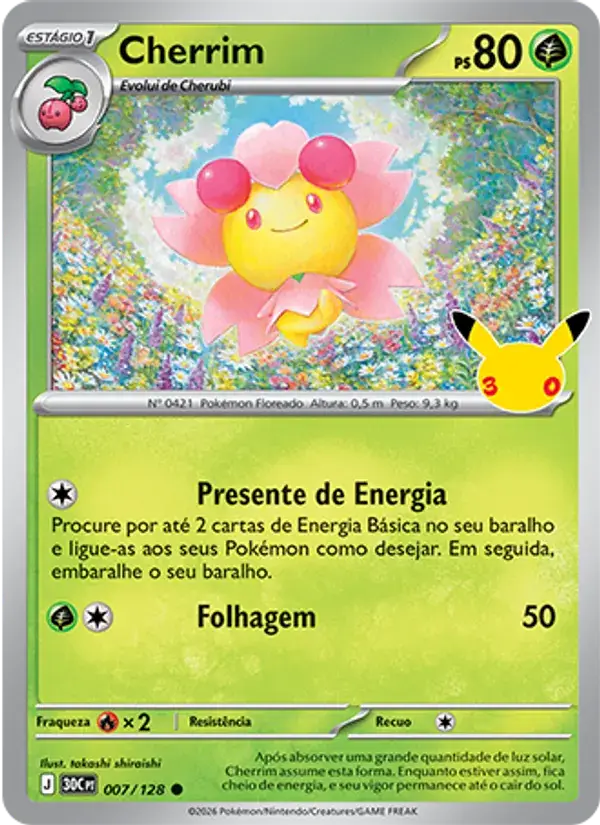 ESTÁGIO 1
Cherrim
PS 80
Evolui de Cherubi
30
Nº 0421 Pokémon Floreado Altura: 0,5 m Peso: 9,3 kg
Presente de Energia
Procure por até 2 cartas de Energia Básica no seu baralho
e ligue-as aos seus Pokémon como desejar. Em seguida,
embaralhe o seu baralho.
Folhagem 50
Fraqueza × 2 Resistência Recuo
Ilust. takashi shiraishi
Após absorver uma grande quantidade de luz solar,
Cherrim assume esta forma. Enquanto estiver assim, fica
cheio de energia, e seu vigor permanece até o cair do sol.
J 30C PT 007/128
©2026 Pokémon/Nintendo/Creatures/GAME FREAK